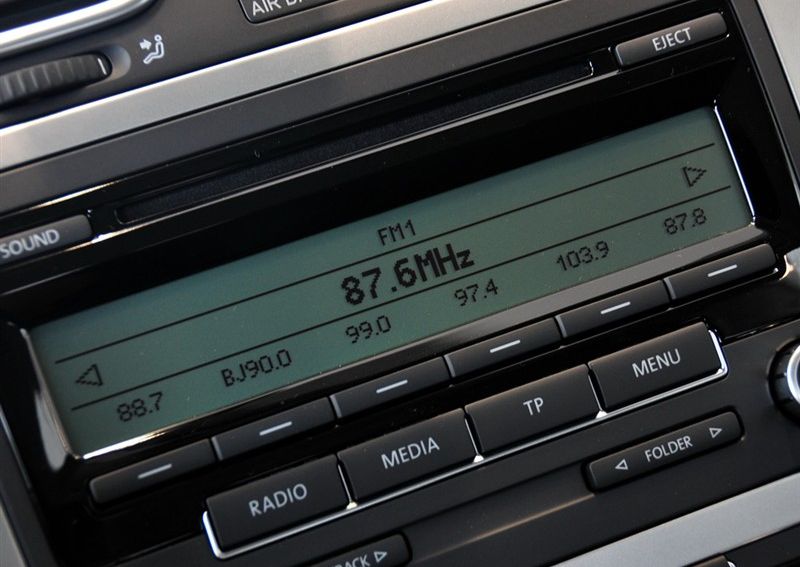 AIR
EJECT
SOUND
FM1
87.6MHz
88.7 BJ90.0 99.0 97.4 103.9 87.8
RADIO MEDIA TP MENU
FOLDER